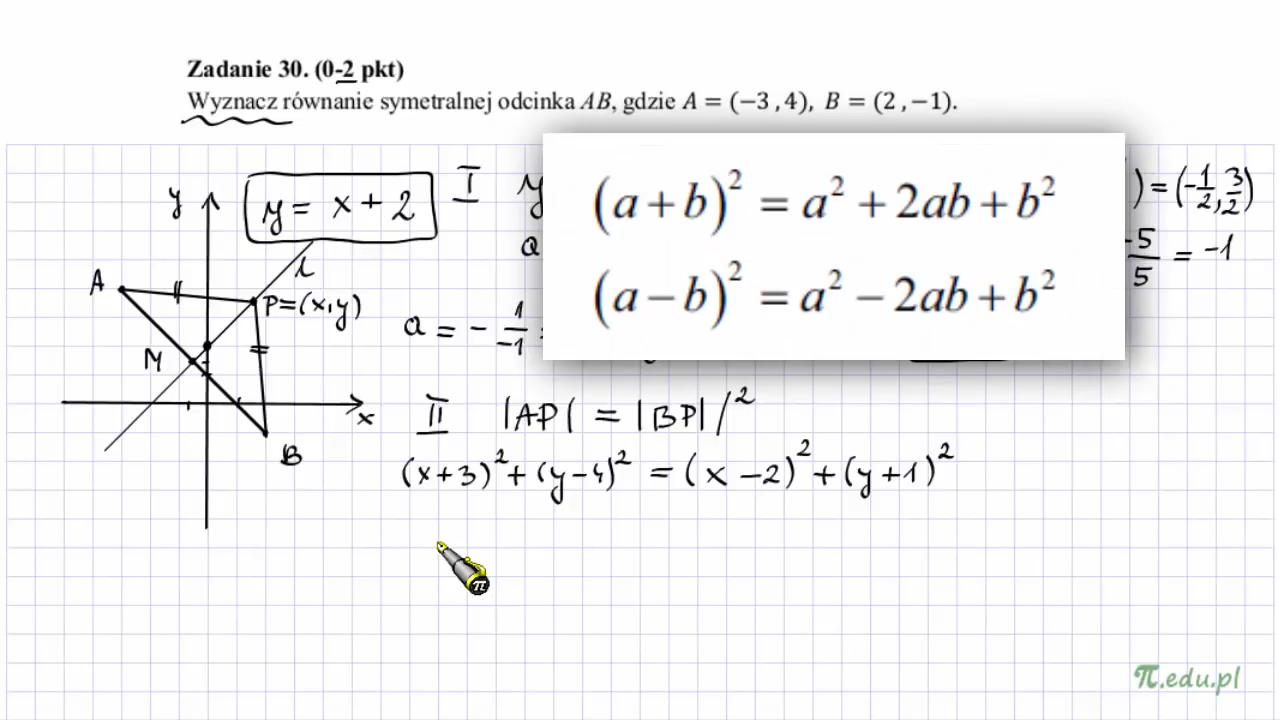 Zadanie 30. (0-2 pkt)
Wyznacz równanie symetralnej odcinka AB, gdzie A = (−3 , 4), B = (2 , −1).
y
y = x + 2
I
y
) = (-1/2, 3/2)
a
-5/5 = -1
(a + b)² = a² + 2ab + b²
(a − b)² = a² − 2ab + b²
l
A
P=(x,y)
M
a = - 1/-1 =
x
B
II |AP| = |BP| /²
(x+3)² + (y-4)² = (x-2)² + (y+1)²
π
π.edu.pl